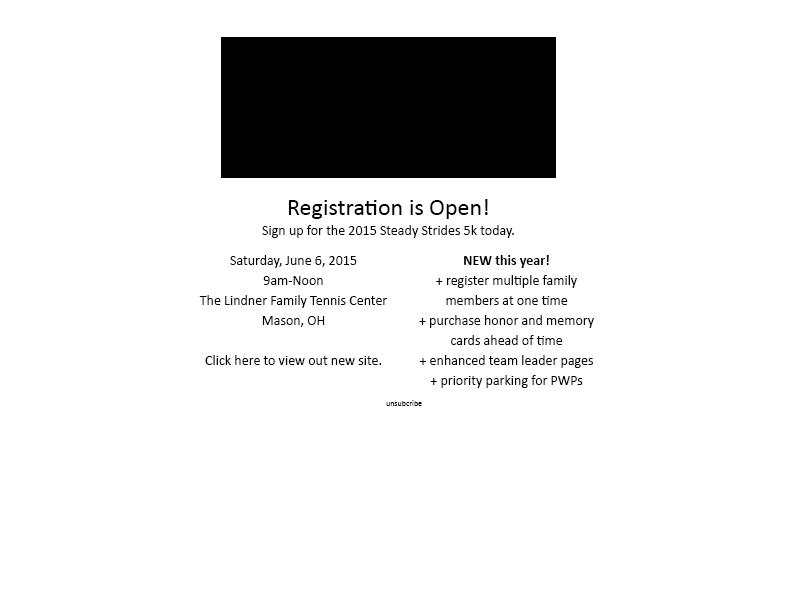 Registration is Open!
Sign up for the 2015 Steady Strides 5k today.
Saturday, June 6, 2015
9am-Noon
The Lindner Family Tennis Center
Mason, OH
Click here to view out new site.
NEW this year!
+ register multiple family
members at one time
+ purchase honor and memory
cards ahead of time
+ enhanced team leader pages
+ priority parking for PWPs
unsubcribe